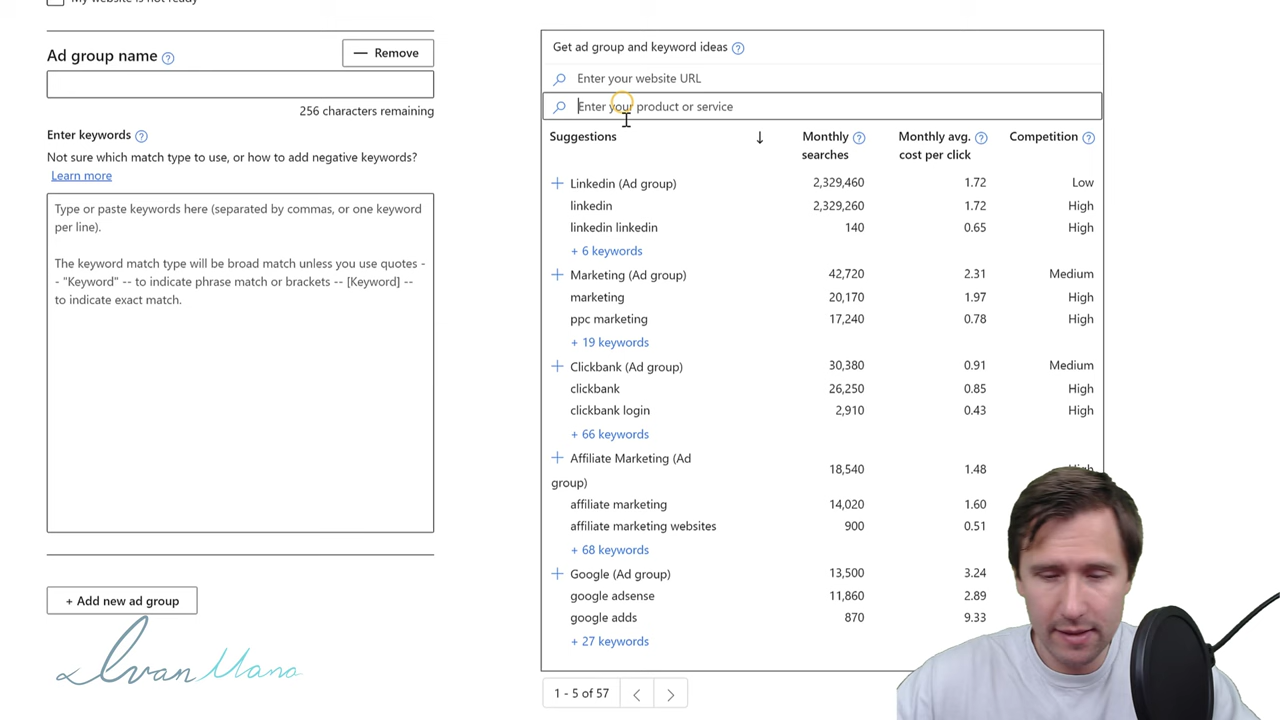 My website is not ready
Ad group name
Remove
256 characters remaining
Enter keywords
Not sure which match type to use, or how to add negative keywords?
Learn more
Type or paste keywords here (separated by commas, or one keyword
per line).
The keyword match type will be broad match unless you use quotes -
- "Keyword" -- to indicate phrase match or brackets -- [Keyword] --
to indicate exact match.
+ Add new ad group
Ivan Mana
Get ad group and keyword ideas
Enter your website URL
Enter your product or service
Suggestions ↓ Monthly searches Monthly avg. cost per click Competition
Linkedin (Ad group) 2,329,460 1.72 Low
linkedin 2,329,260 1.72 High
linkedin linkedin 140 0.65 High
+ 6 keywords
Marketing (Ad group) 42,720 2.31 Medium
marketing 20,170 1.97 High
ppc marketing 17,240 0.78 High
+ 19 keywords
Clickbank (Ad group) 30,380 0.91 Medium
clickbank 26,250 0.85 High
clickbank login 2,910 0.43 High
+ 66 keywords
Affiliate Marketing (Ad
group) 18,540 1.48 High
affiliate marketing 14,020 1.60
affiliate marketing websites 900 0.51
+ 68 keywords
Google (Ad group) 13,500 3.24
google adsense 11,860 2.89
google adds 870 9.33
+ 27 keywords
1 - 5 of 57